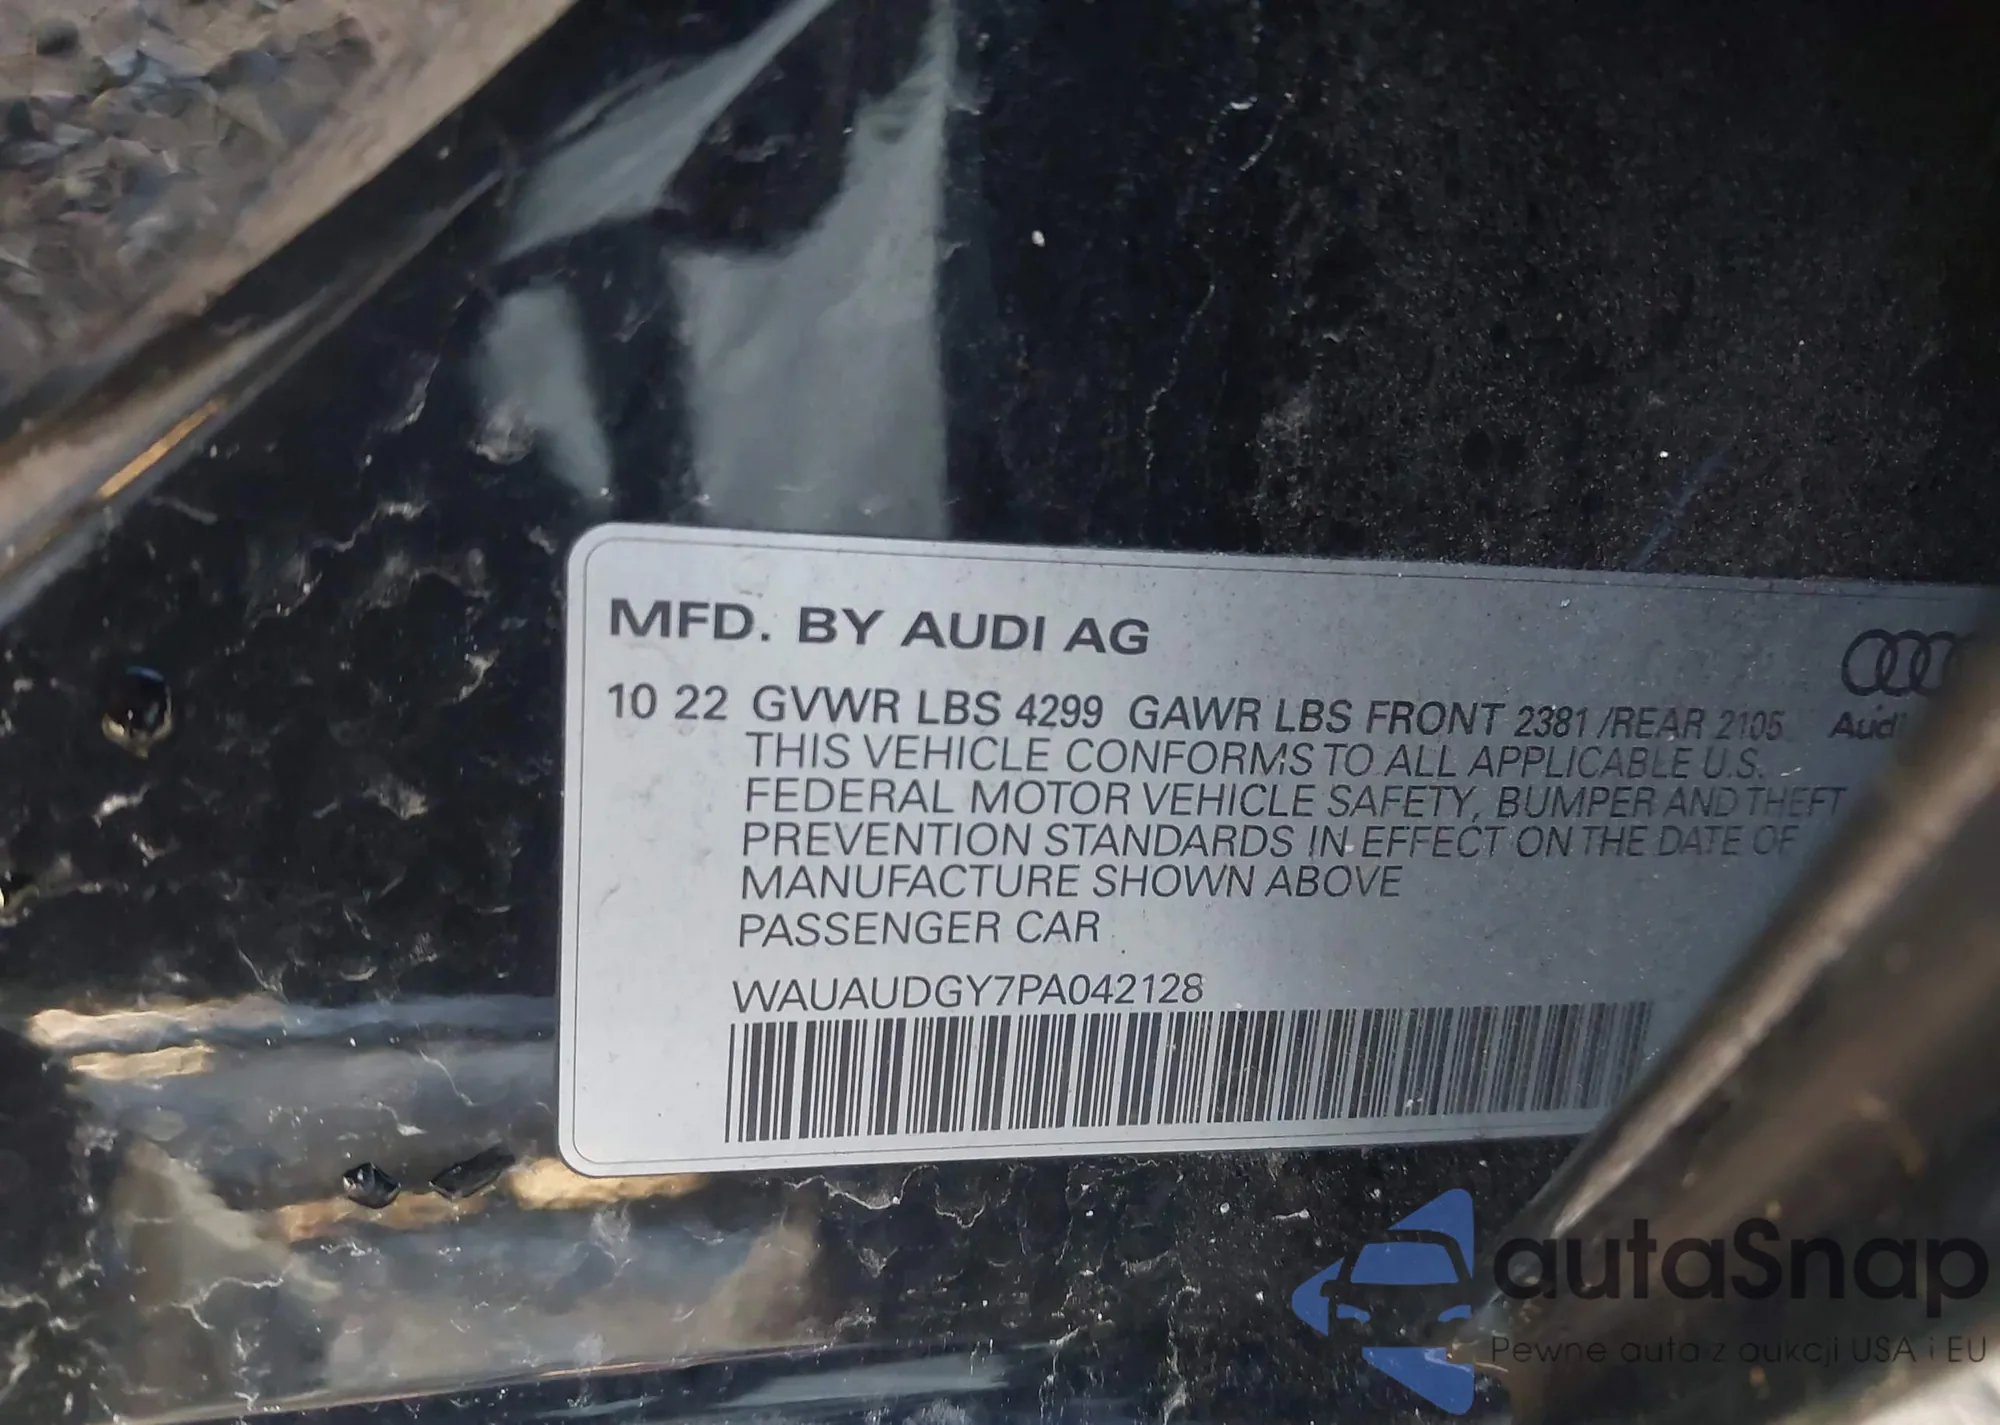 MFD. BY AUDI AG
10 22 GVWR LBS 4299 GAWR LBS FRONT 2381 /REAR 2105
Audi
THIS VEHICLE CONFORMS TO ALL APPLICABLE U.S.
FEDERAL MOTOR VEHICLE SAFETY, BUMPER AND THEFT
PREVENTION STANDARDS IN EFFECT ON THE DATE OF
MANUFACTURE SHOWN ABOVE
PASSENGER CAR
WAUAUDGY7PA042128
autaSnap
Pewne auta z aukcji USA i EU